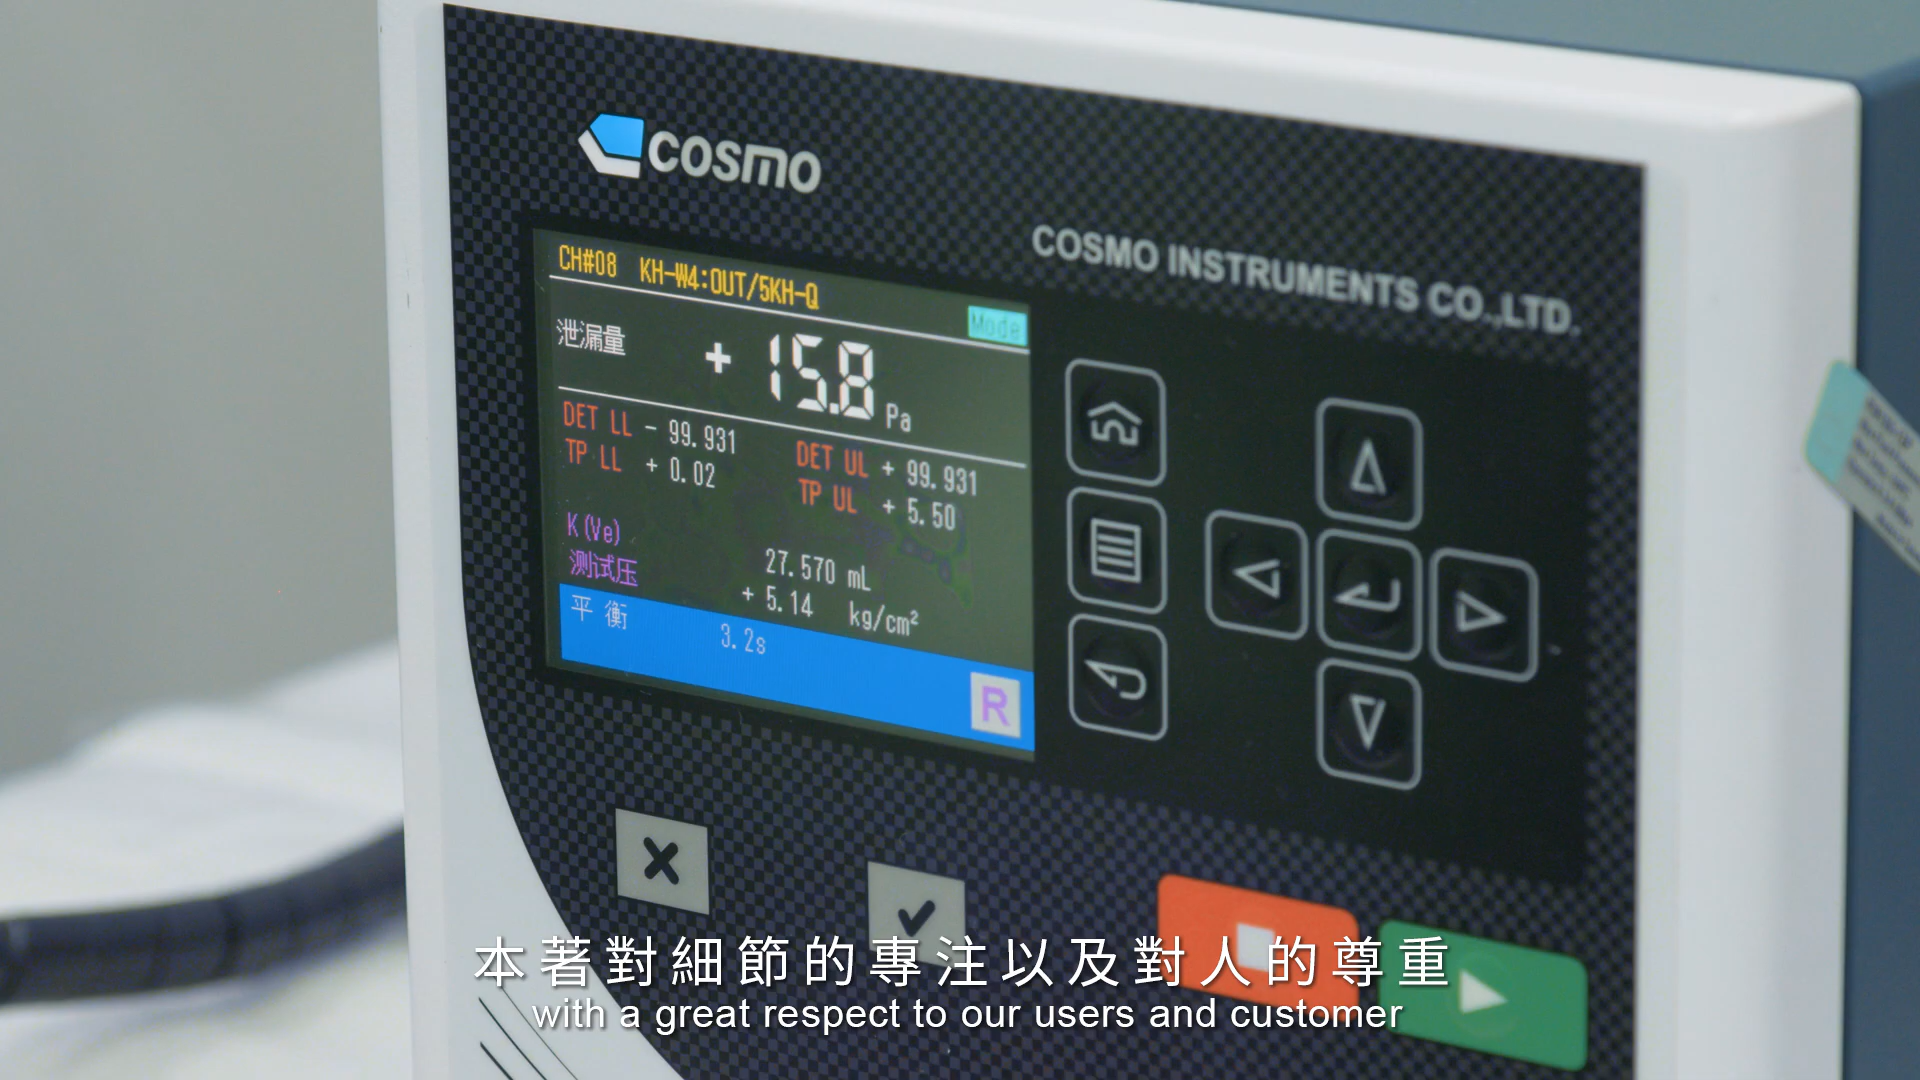 COSMO
COSMO INSTRUMENTS CO.,LTD.
CH#08 KH-W4:OUT/5KH-Q
Mode
泄漏量 + 15.8 Pa
DET LL - 99.931 DET UL + 99.931
TP LL + 0.02 TP UL + 5.50
K(Ve) 27.570 mL
测试压 + 5.14 kg/cm²
平 衡 3.2s
R
本著對細節的專注以及對人的尊重
with a great respect to our users and customer